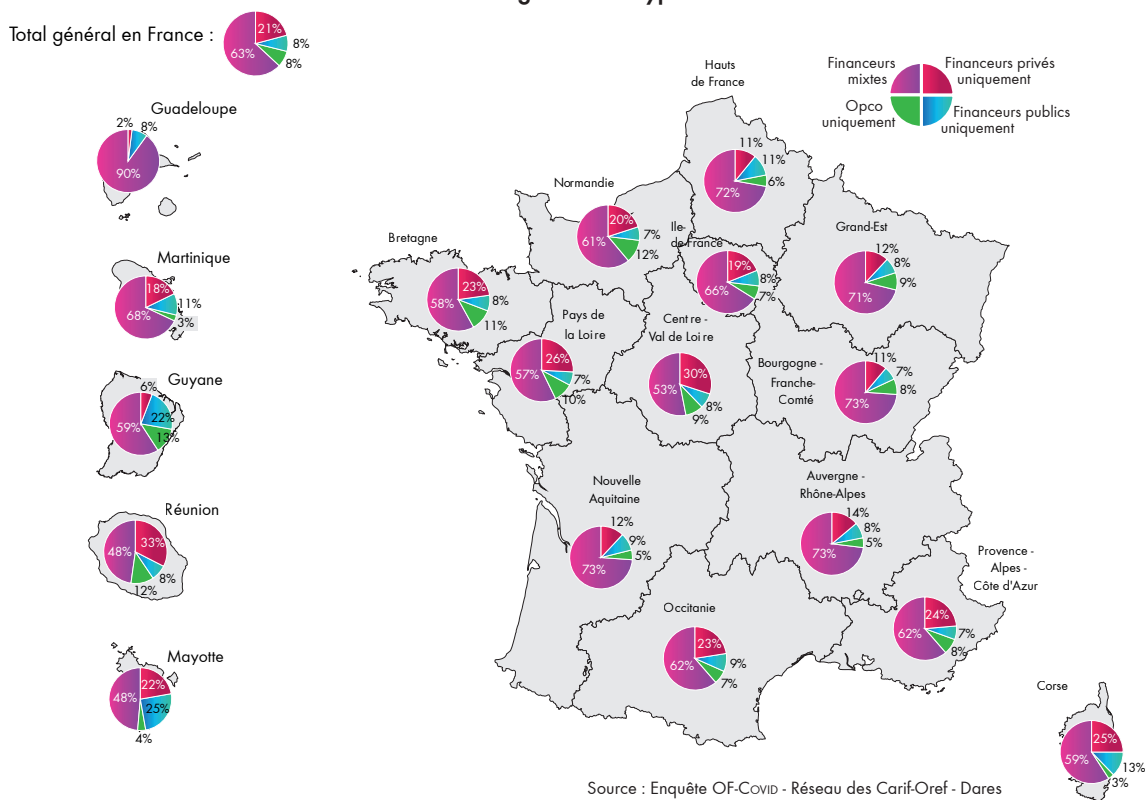 Total général en France :
21%
8%
8%
63%
Financeurs mixtes
Financeurs privés uniquement
Opco uniquement
Financeurs publics uniquement
Guadeloupe
2%
8%
90%
Martinique
18%
11%
3%
68%
Guyane
6%
22%
13%
59%
Réunion
33%
8%
12%
48%
Mayotte
22%
25%
4%
48%
Hauts
de France
11%
11%
6%
72%
Normandie
20%
7%
12%
61%
Ile-
de France
19%
8%
7%
66%
Grand-Est
12%
8%
9%
71%
Bretagne
23%
8%
11%
58%
Pays de
la Loire
26%
7%
10%
57%
Centre -
Val de Loire
30%
8%
9%
53%
Bourgogne -
Franche-
Comté
11%
7%
8%
73%
Nouvelle
Aquitaine
12%
9%
5%
73%
Auvergne -
Rhône-Alpes
14%
8%
5%
73%
Provence -
Alpes -
Côte d'Azur
24%
7%
8%
62%
Occitanie
23%
9%
7%
62%
Corse
25%
13%
3%
59%
Source : Enquête OF-COVID - Réseau des Carif-Oref - Dares